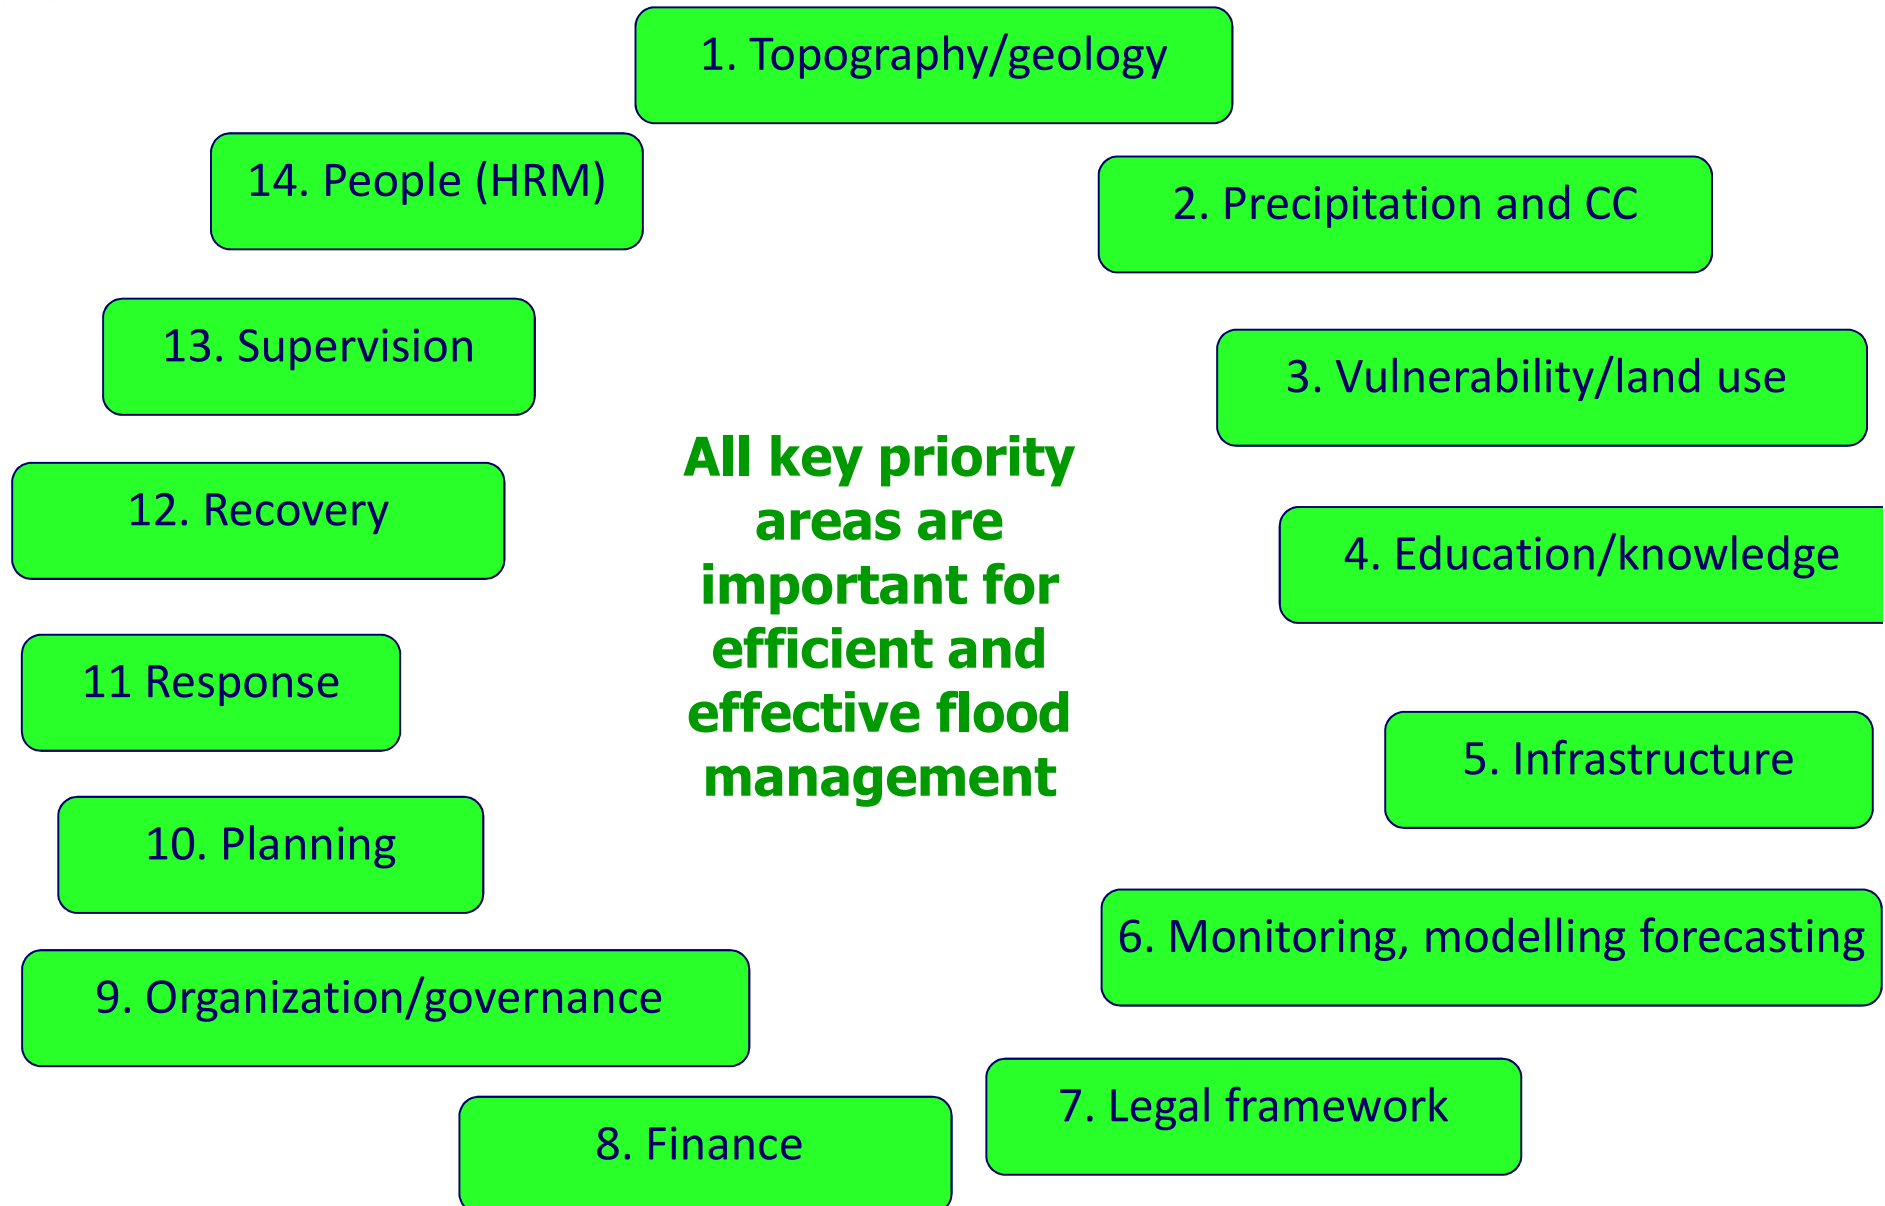 1. Topography/geology
2. Precipitation and CC
3. Vulnerability/land use
4. Education/knowledge
5. Infrastructure
6. Monitoring, modelling forecasting
7. Legal framework
8. Finance
9. Organization/governance
10. Planning
11 Response
12. Recovery
13. Supervision
14. People (HRM)
All key priority
areas are
important for
efficient and
effective flood
management